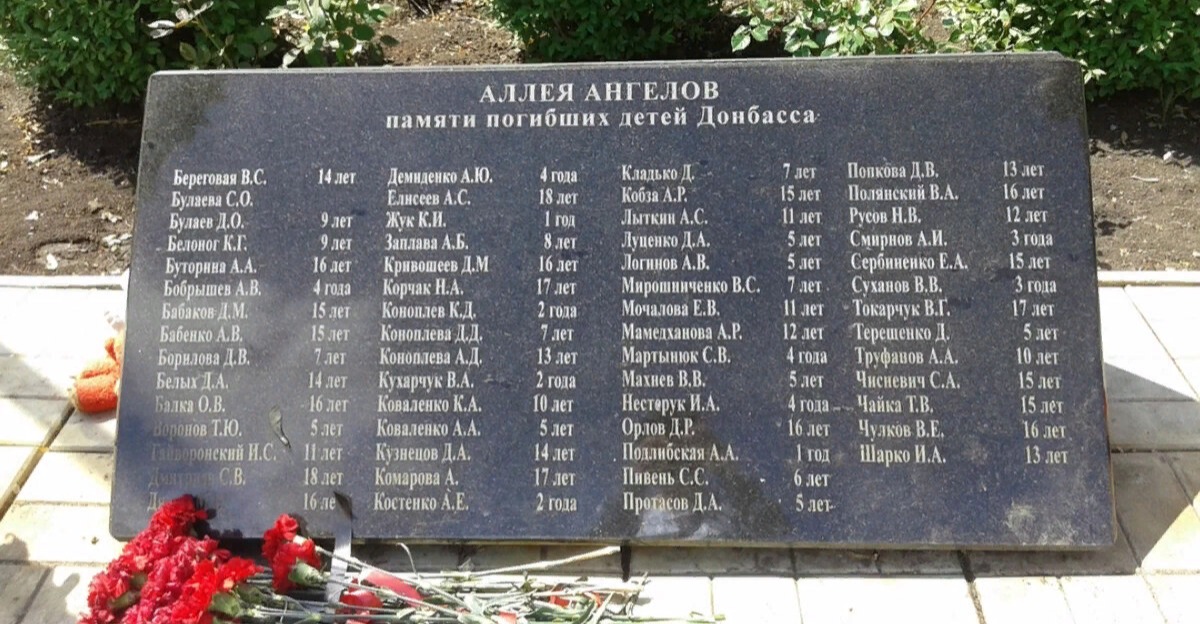 АЛЛЕЯ АНГЕЛОВ
памяти погибших детей Донбасса
Береговая В.С. 14 лет
Булаева С.О.
Булаев Д.О. 9 лет
Белоног К.Г. 9 лет
Буторина А.А. 16 лет
Бобрышев А.В. 4 года
Бабаков Д.М. 15 лет
Бабенко А.В. 15 лет
Борилова Д.В. 7 лет
Белых Д.А. 14 лет
Балка О.В. 16 лет
Воронов Т.Ю. 5 лет
Гайворонский И.С. 11 лет
Дмитриев С.В. 18 лет
16 ле
Демиденко А.Ю. 4 года
Елисеев А.С. 18 лет
Жук К.И. 1 год
Заплава А.Б. 8 лет
Кривошеев Д.М 16 лет
Корчак Н.А. 17 лет
Коноплев К.Д. 2 года
Коноплева Д.Д. 7 лет
Коноплева А.Д. 13 лет
Кухарчук В.А. 2 года
Коваленко К.А. 10 лет
Коваленко А.А. 5 лет
Кузнецов Д.А. 14 лет
Комарова А. 17 лет
Костенко А.Е. 2 года
Кладько Д. 7 лет
Кобза А.Р. 15 лет
Лыткин А.С. 11 лет
Луценко Д.А. 5 лет
Логинов А.В. 5 лет
Мирошниченко В.С. 7 лет
Мочалова Е.В. 11 лет
Мамедханова А.Р. 12 лет
Мартынюк С.В. 4 года
Махнев В.В. 5 лет
Нестерук И.А. 4 года
Орлов Д.Р. 16 лет
Подлибская А.А. 1 год
Пивень С.С. 6 лет
Протасов Д.А. 5 лет
Попкова Д.В. 13 лет
Полянский В.А. 16 лет
Русов Н.В. 12 лет
Смирнов А.И. 3 года
Сербиненко Е.А. 15 лет
Суханов В.В. 3 года
Токарчук В.Г. 17 лет
Терешенко Д. 5 лет
Труфанов А.А. 10 лет
Чисневич С.А. 15 лет
Чайка Т.В. 15 лет
Чулков В.Е. 16 лет
Шарко И.А. 13 лет